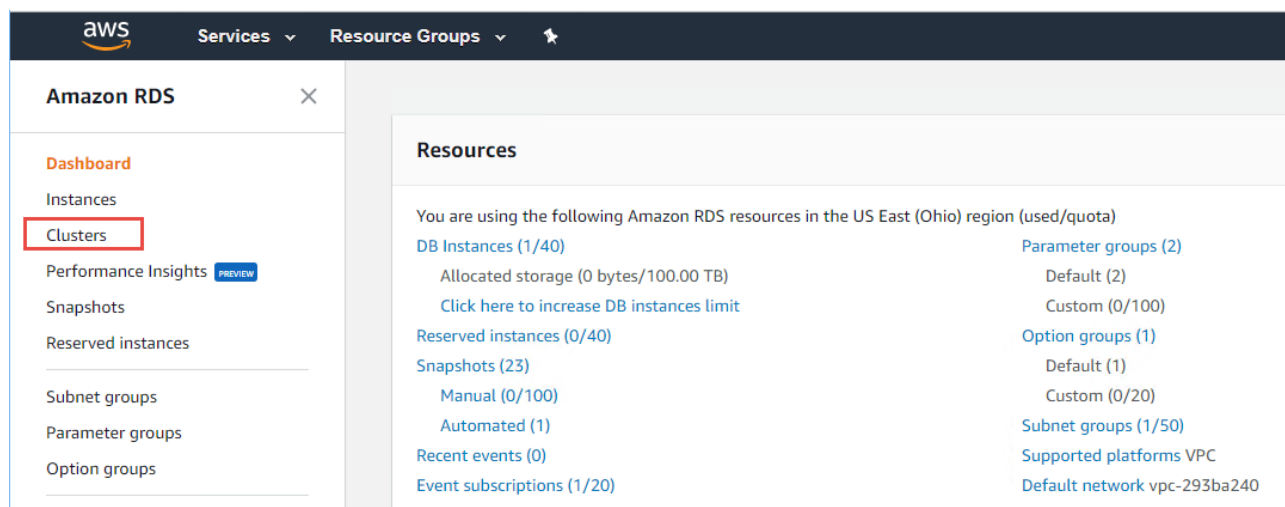 aws Services Resource Groups
Amazon RDS
Dashboard
Instances
Clusters
Performance Insights PREVIEW
Snapshots
Reserved instances
Subnet groups
Parameter groups
Option groups
Resources
You are using the following Amazon RDS resources in the US East (Ohio) region (used/quota)
DB Instances (1/40)
Allocated storage (0 bytes/100.00 TB)
Click here to increase DB instances limit
Reserved instances (0/40)
Snapshots (23)
Manual (0/100)
Automated (1)
Recent events (0)
Event subscriptions (1/20)
Parameter groups (2)
Default (2)
Custom (0/100)
Option groups (1)
Default (1)
Custom (0/20)
Subnet groups (1/50)
Supported platforms VPC
Default network vpc-293ba240